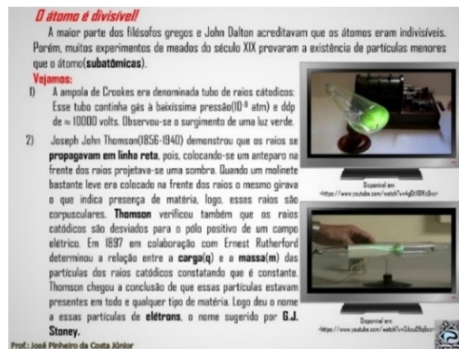 O átomo é divisível!
A maior parte dos filósofos gregos e John Dalton acreditavam que os átomos eram indivisíveis.
Porém, muitos experimentos de meados do século XIX provaram a existência de partículas menores
que o átomo(subatômicas).
Vejamos:
1) A ampola de Crookes era denominada tubo de raios cátodicos:
Esse tubo continha gás à baixíssima pressão(10⁻⁹ atm) e ddp
de ≈ 10000 volts. Observou-se o surgimento de uma luz verde.
2) Joseph John Thomson(1856-1940) demonstrou que os raios se
propagavam em linha reta, pois, colocando-se um anteparo na
frente dos raios projetava-se uma sombra. Quando um molinete
bastante leve era colocado na frente dos raios o mesmo girava
o que indica presença de matéria, logo, esses raios são
corpusculares. Thomson verificou também que os raios
catódicos são desviados para o pólo positivo de um campo
elétrico. Em 1897 em colaboração com Ernest Rutherford
determinou a relação entre a carga(q) e a massa(m) das
partículas dos raios catódicos constatando que é constante.
Thomson chegou a conclusão de que essas partículas estavam
presentes em todo e qualquer tipo de matéria. Logo deu o nome
a essas partículas de elétrons, o nome sugerido por G.J.
Stoney.
Disponível em:
Disponível em:
Prof.: José Pinheiro da Costa Júnior